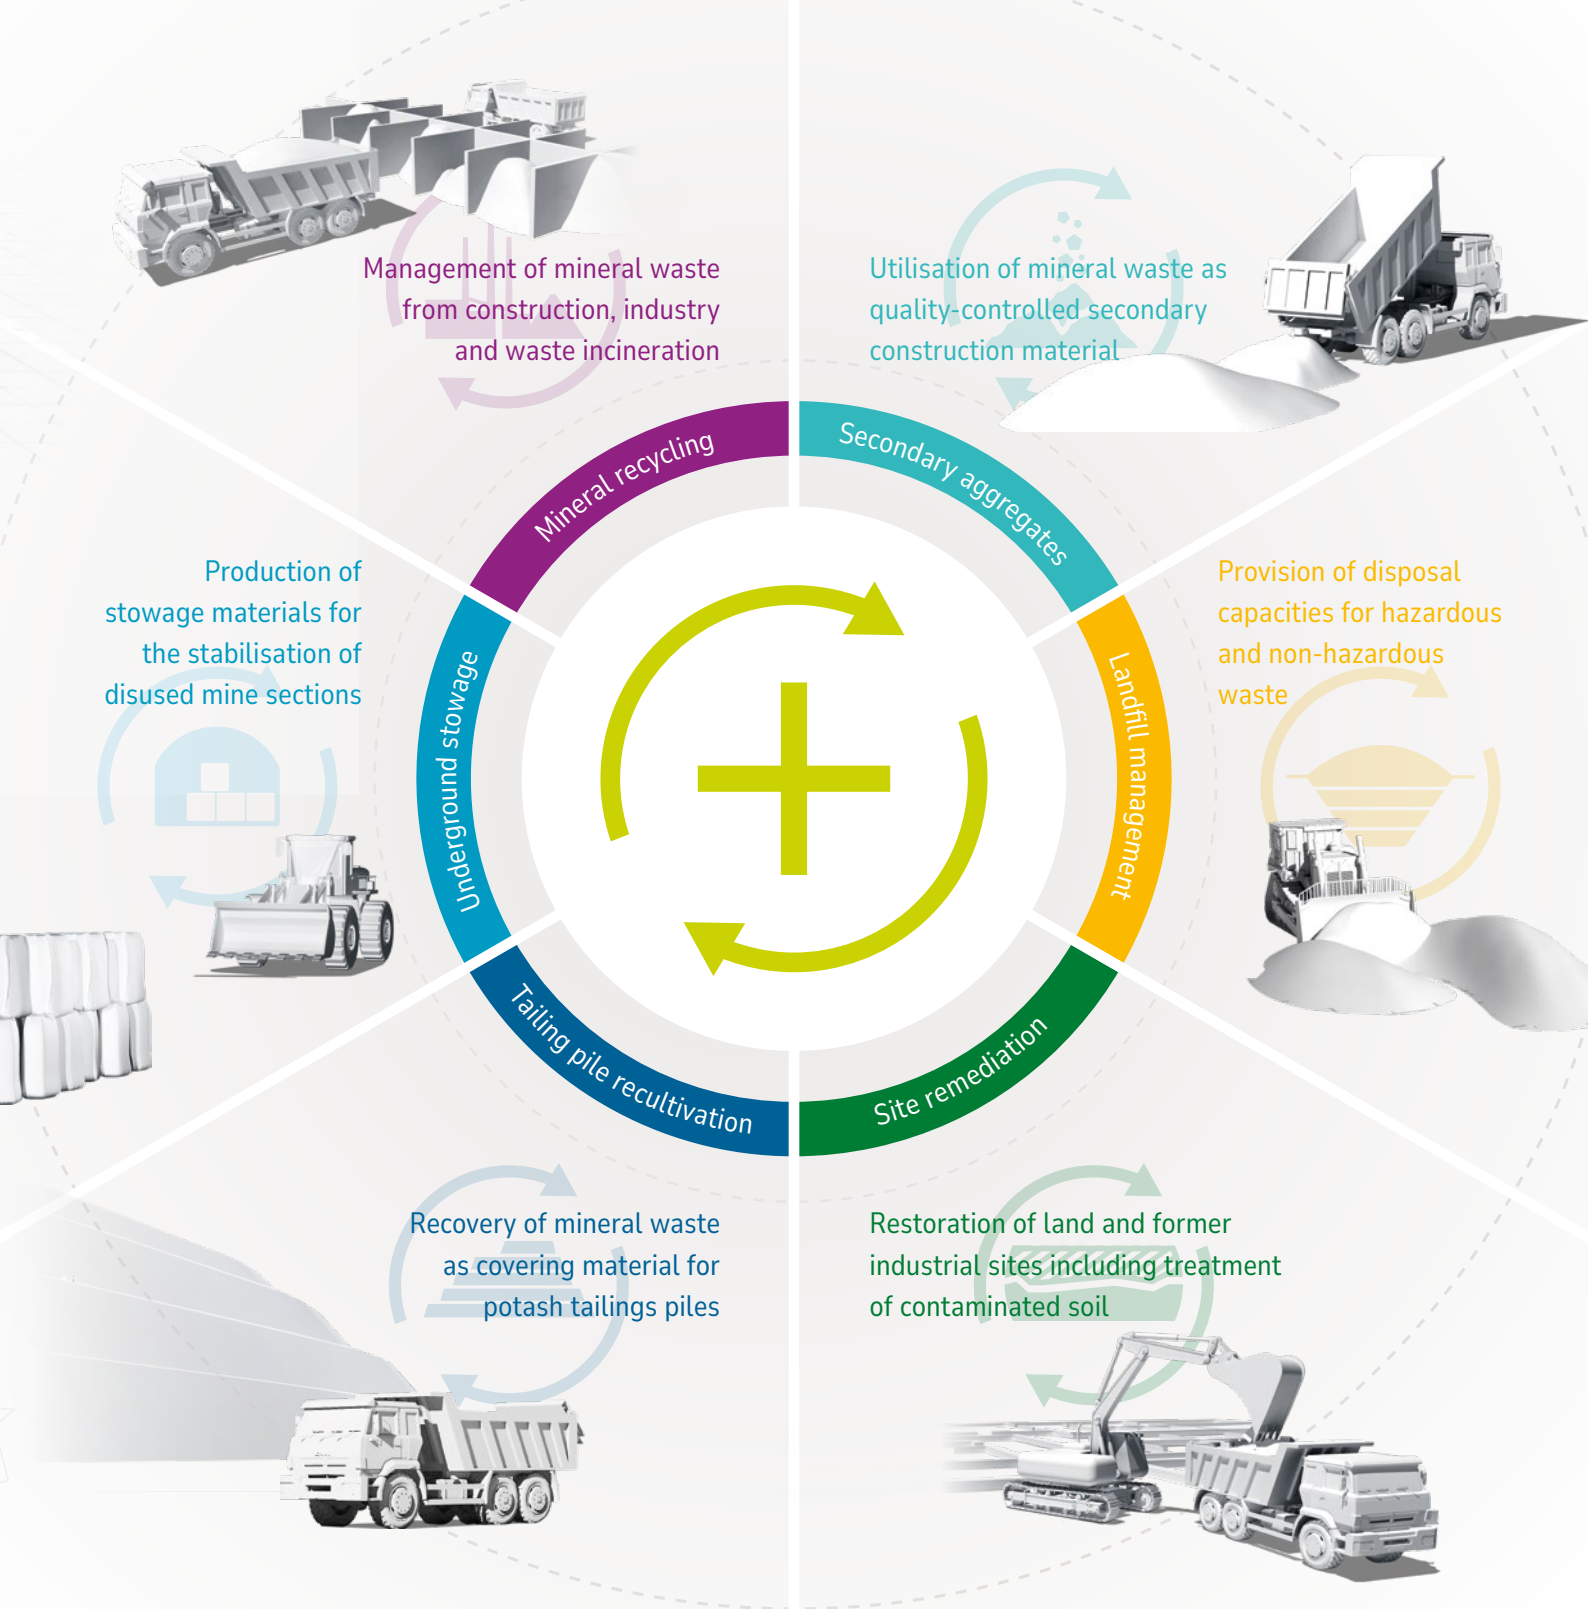 Management of mineral waste
from construction, industry
and waste incineration
Utilisation of mineral waste as
quality-controlled secondary
construction material
Mineral recycling
Secondary aggregates
Production of
stowage materials for
the stabilisation of
disused mine sections
Provision of disposal
capacities for hazardous
and non-hazardous
waste
Underground stowage
Landfill management
Tailing pile recultivation
Site remediation
Recovery of mineral waste
as covering material for
potash tailings piles
Restoration of land and former
industrial sites including treatment
of contaminated soil